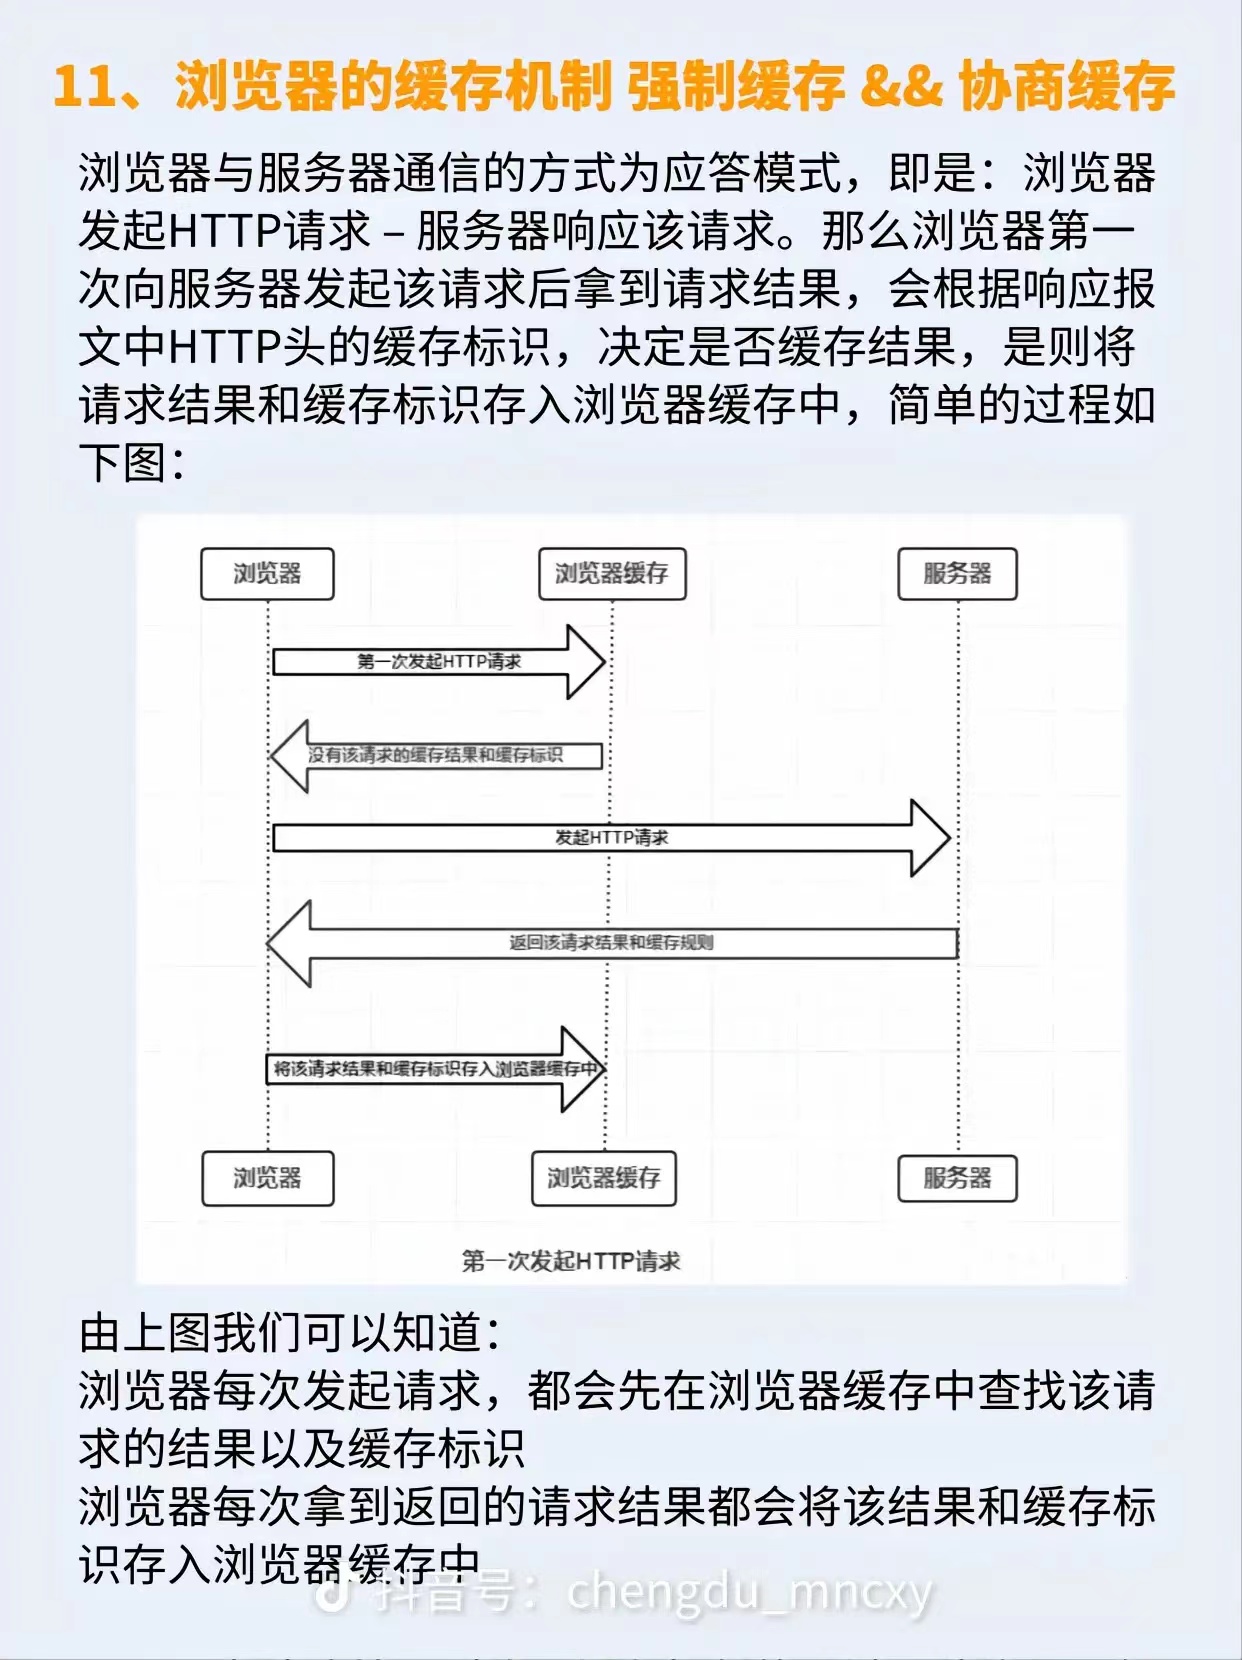 11、浏览器的缓存机制 强制缓存 && 协商缓存
浏览器与服务器通信的方式为应答模式，即是：浏览器
发起HTTP请求 – 服务器响应该请求。那么浏览器第一
次向服务器发起该请求后拿到请求结果，会根据响应报
文中HTTP头的缓存标识，决定是否缓存结果，是则将
请求结果和缓存标识存入浏览器缓存中，简单的过程如
下图：
浏览器
浏览器缓存
服务器
第一次发起HTTP请求
没有该请求的缓存结果和缓存标识
发起HTTP请求
返回该请求结果和缓存规则
将该请求结果和缓存标识存入浏览器缓存中
浏览器
浏览器缓存
服务器
第一次发起HTTP请求
由上图我们可以知道：
浏览器每次发起请求，都会先在浏览器缓存中查找该请
求的结果以及缓存标识
浏览器每次拿到返回的请求结果都会将该结果和缓存标
识存入浏览器缓存中
抖音号：chengdu_mncxy